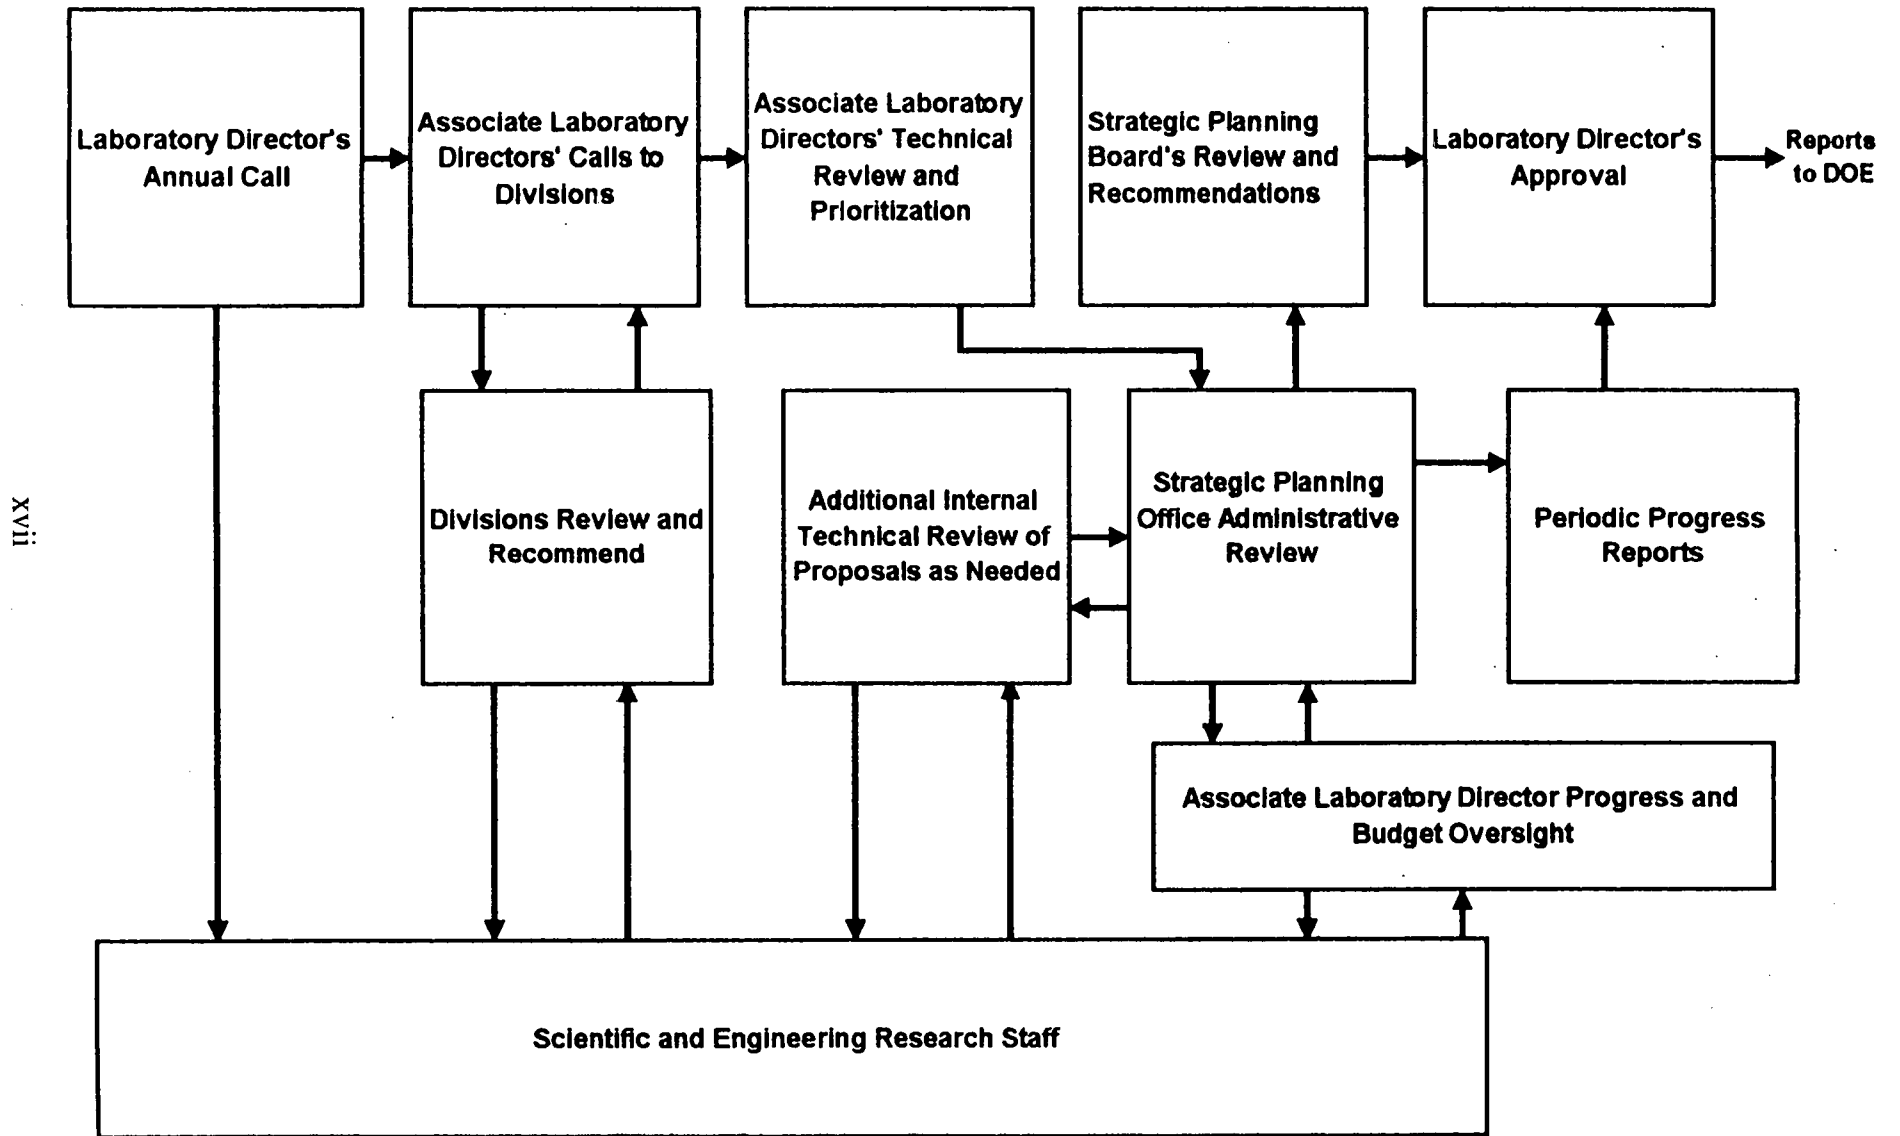 Laboratory Director's
Annual Call
Associate Laboratory
Directors' Calls to
Divisions
Associate Laboratory
Directors' Technical
Review and
Prioritization
Strategic Planning
Board's Review and
Recommendations
Laboratory Director's
Approval
Reports
to DOE
Divisions Review and
Recommend
Additional Internal
Technical Review of
Proposals as Needed
Strategic Planning
Office Administrative
Review
Periodic Progress
Reports
Associate Laboratory Director Progress and
Budget Oversight
Scientific and Engineering Research Staff
xvii